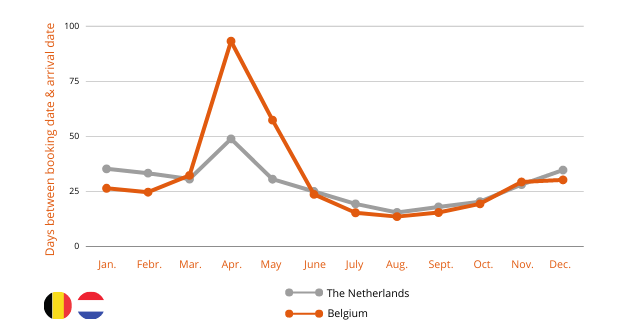 Days between booking date & arrival date
100
75
50
25
0
Jan. Febr. Mar. Apr. May June July Aug. Sept. Oct. Nov. Dec.
The Netherlands
Belgium